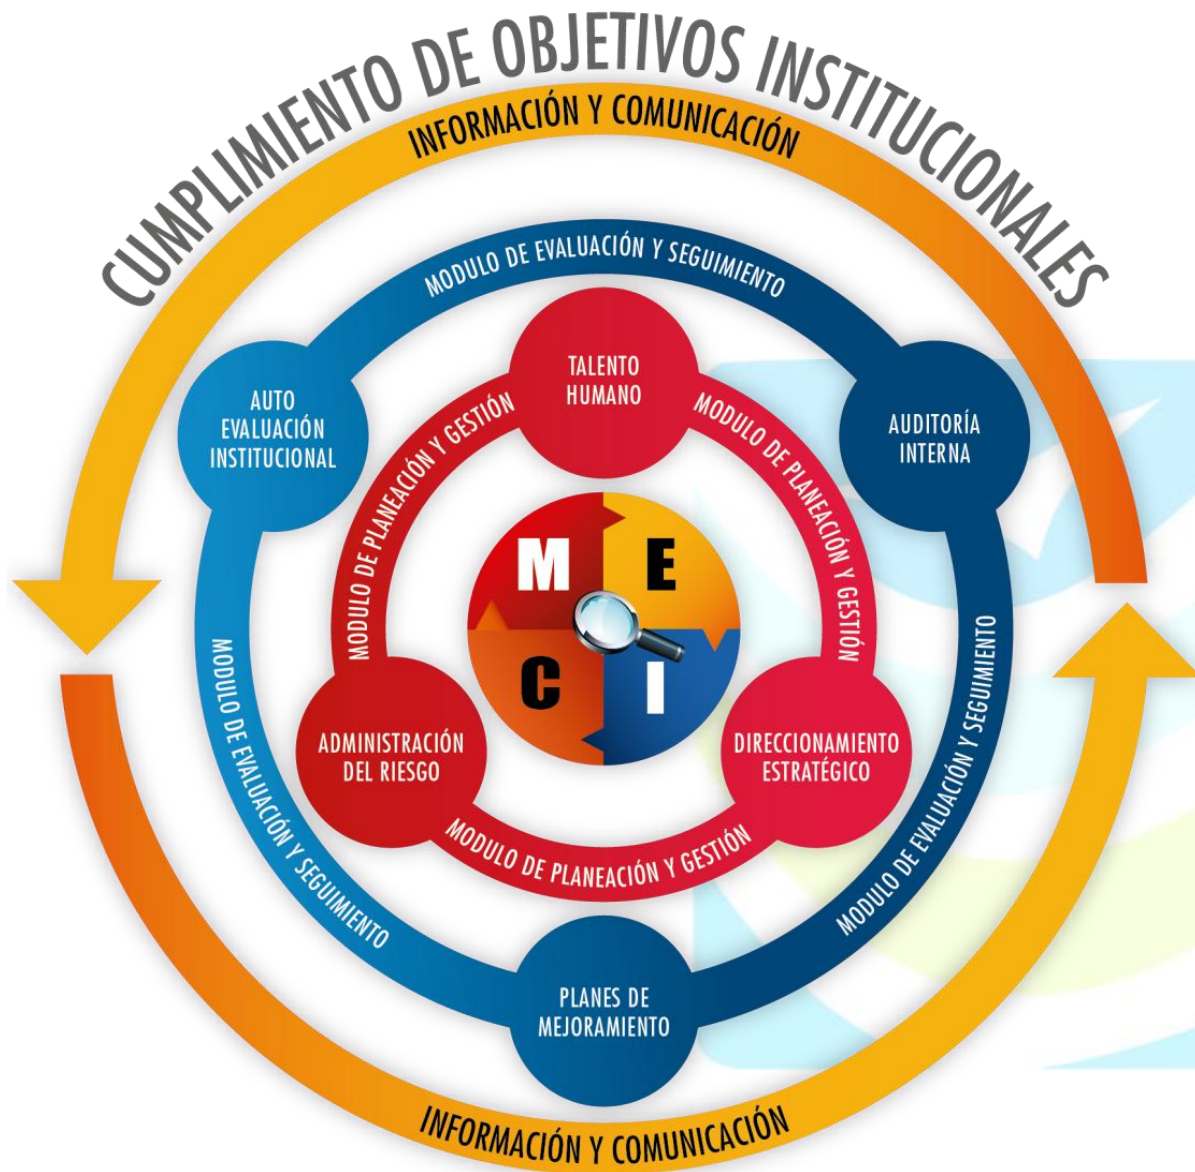 CUMPLIMIENTO DE OBJETIVOS INSTITUCIONALES
INFORMACIÓN Y COMUNICACIÓN
MODULO DE EVALUACIÓN Y SEGUIMIENTO
TALENTO
HUMANO
AUTO
EVALUACIÓN
INSTITUCIONAL
AUDITORÍA
INTERNA
MODULO DE PLANEACIÓN Y GESTIÓN
MODULO DE PLANEACIÓN Y GESTIÓN
M E
C I
MODULO DE EVALUACIÓN Y SEGUIMIENTO
MODULO DE EVALUACIÓN Y SEGUIMIENTO
ADMINISTRACIÓN
DEL RIESGO
DIRECCIONAMIENTO
ESTRATÉGICO
MODULO DE PLANEACIÓN Y GESTIÓN
PLANES DE
MEJORAMIENTO
INFORMACIÓN Y COMUNICACIÓN